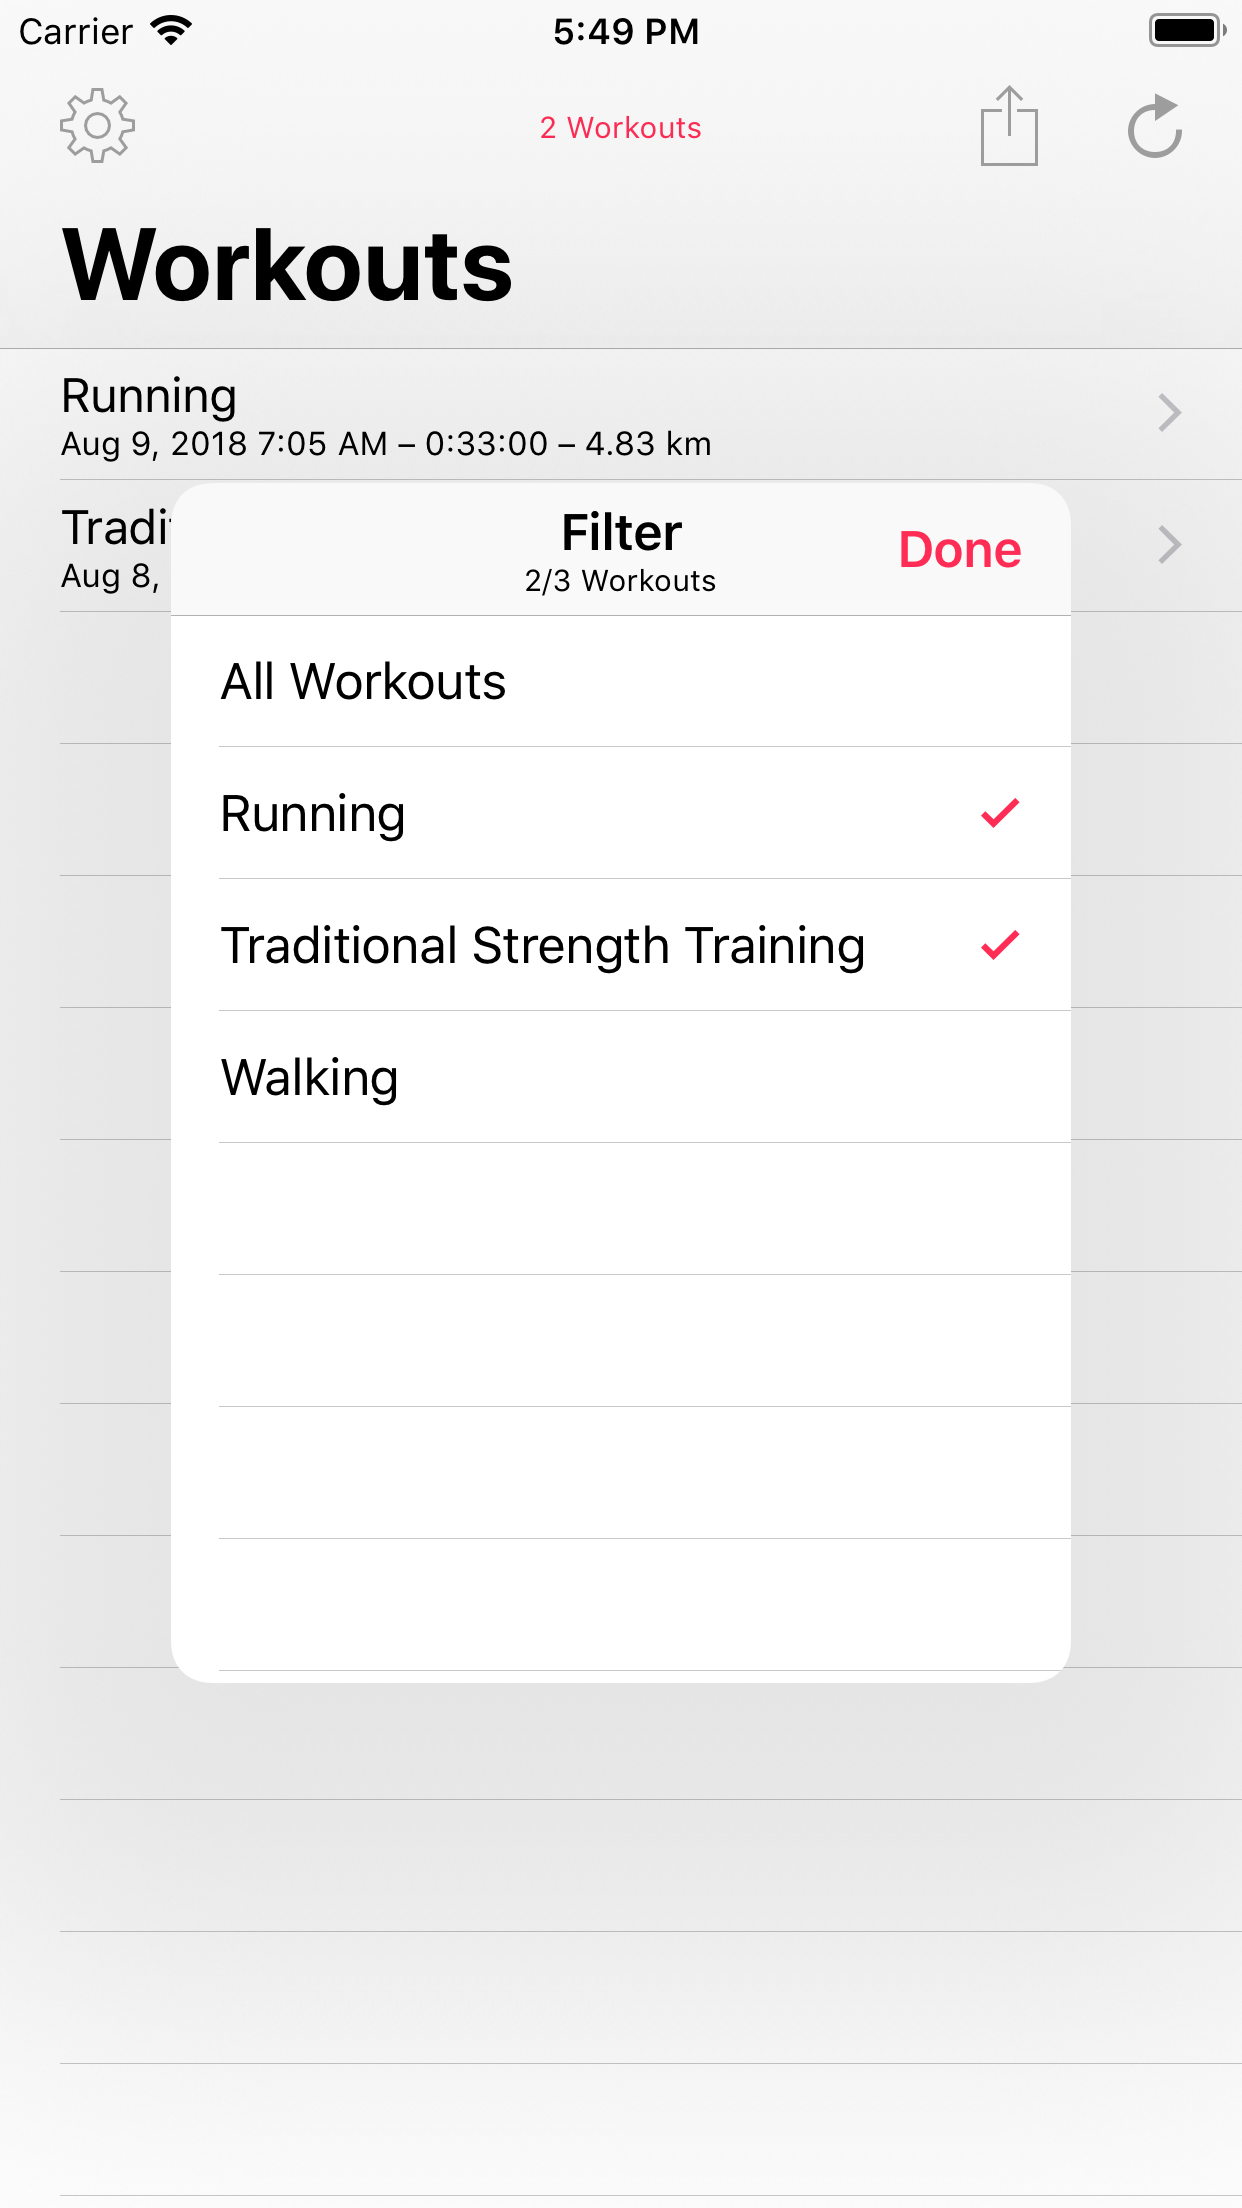 Carrier
5:49 PM
2 Workouts
Workouts
Running
Aug 9, 2018 7:05 AM – 0:33:00 – 4.83 km
Aug 8,
Filter
2/3 Workouts
Done
All Workouts
Running
Traditional Strength Training
Walking